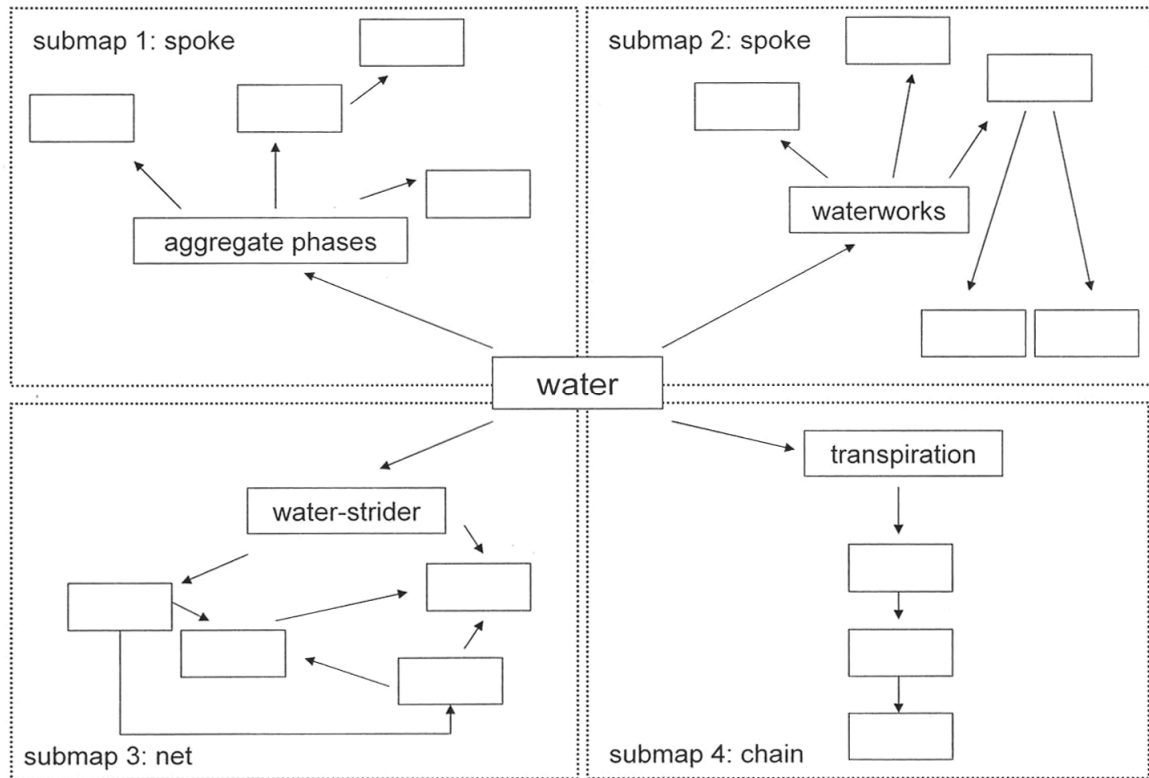 submap 1: spoke
aggregate phases
submap 2: spoke
waterworks
water
water-strider
submap 3: net
transpiration
submap 4: chain